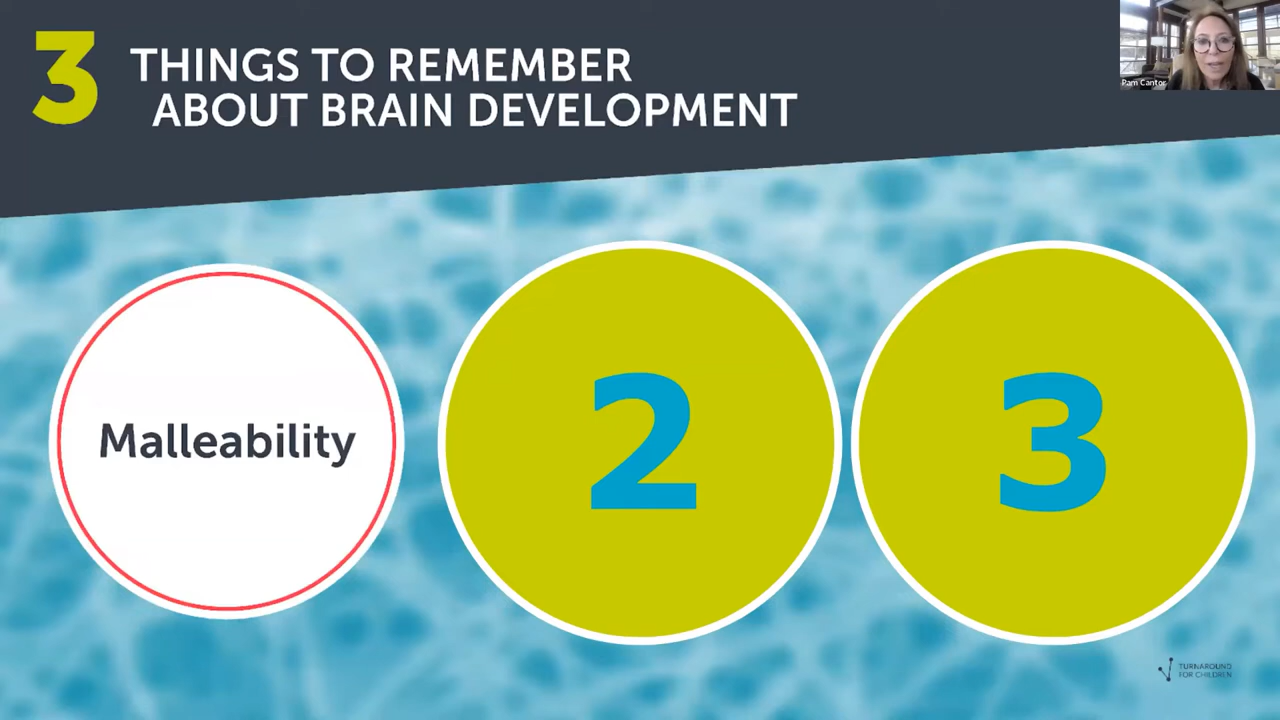 3
THINGS TO REMEMBER
ABOUT BRAIN DEVELOPMENT
Pam Cantor
Malleability
2
3
TURNAROUND
FOR CHILDREN